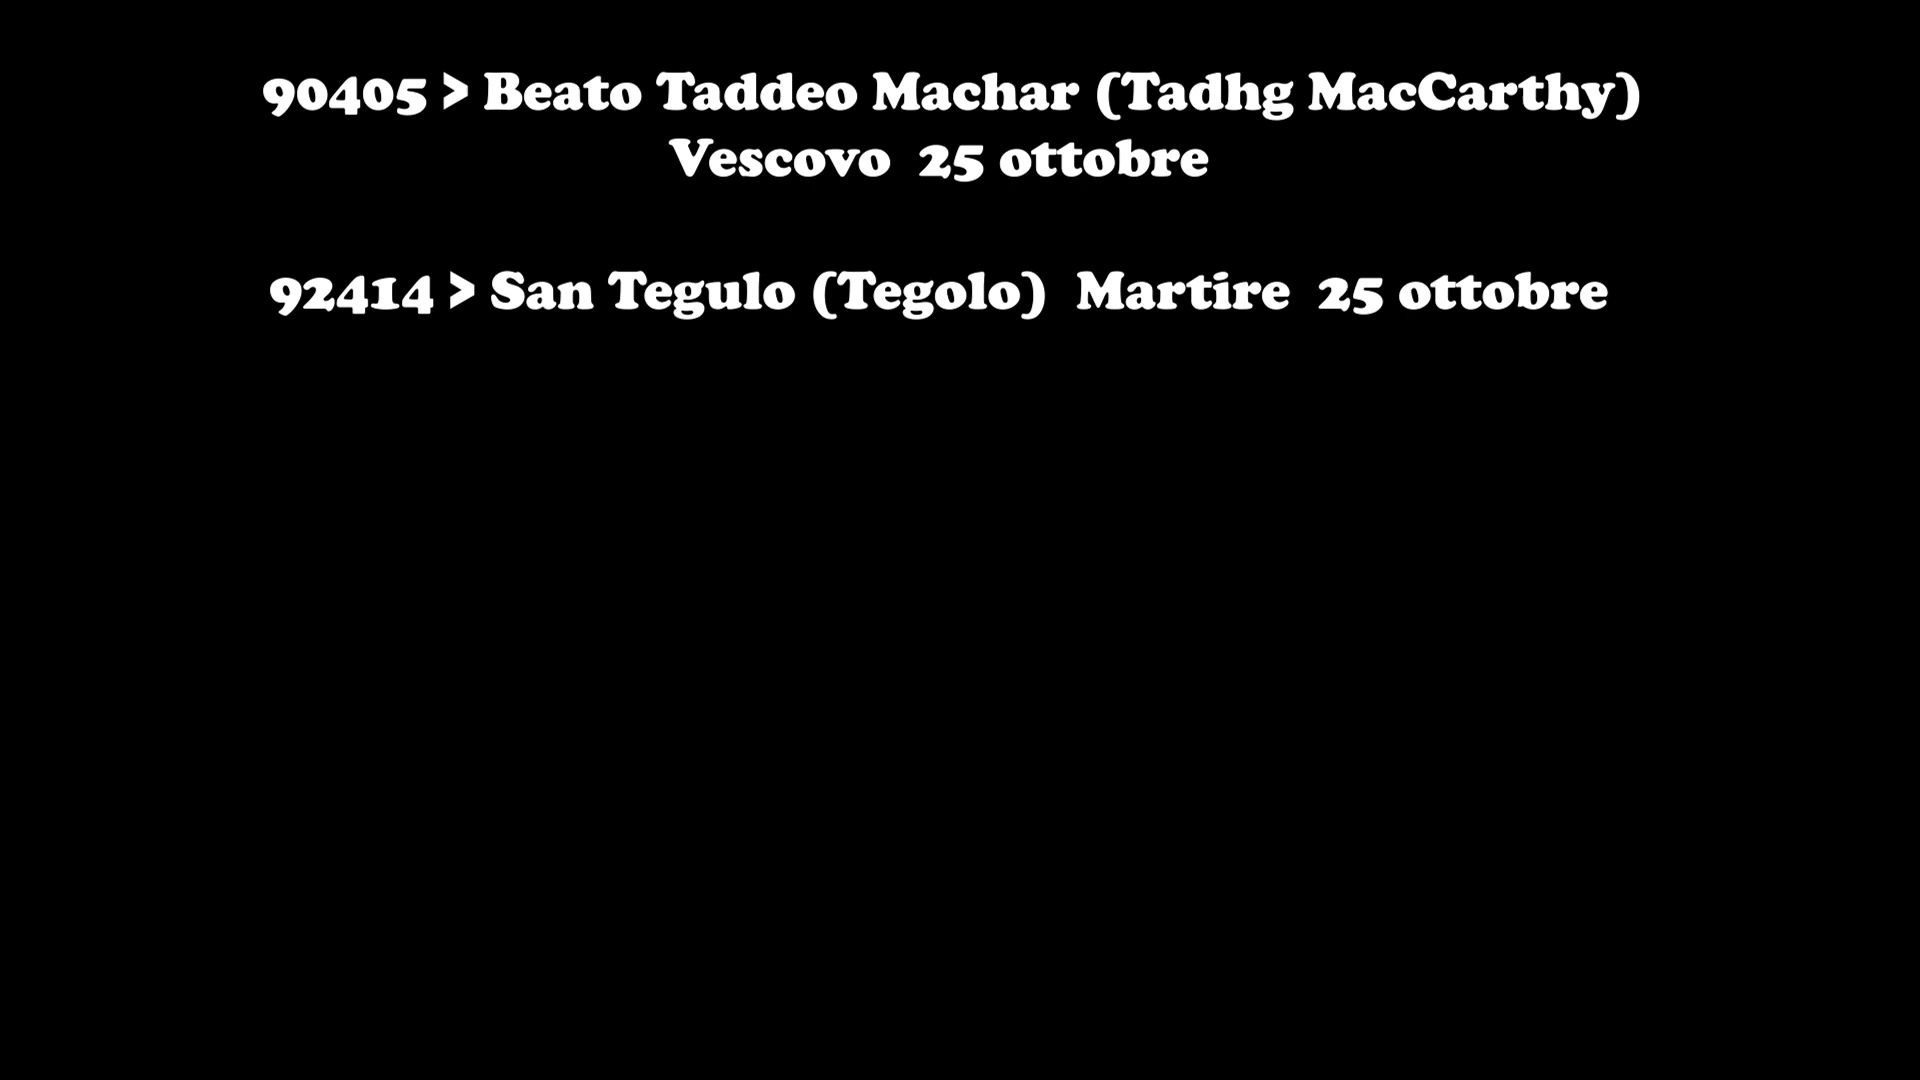 90405 > Beato Taddeo Machar (Tadhg MacCarthy)
Vescovo  25 ottobre
92414 > San Tegulo (Tegolo)  Martire  25 ottobre